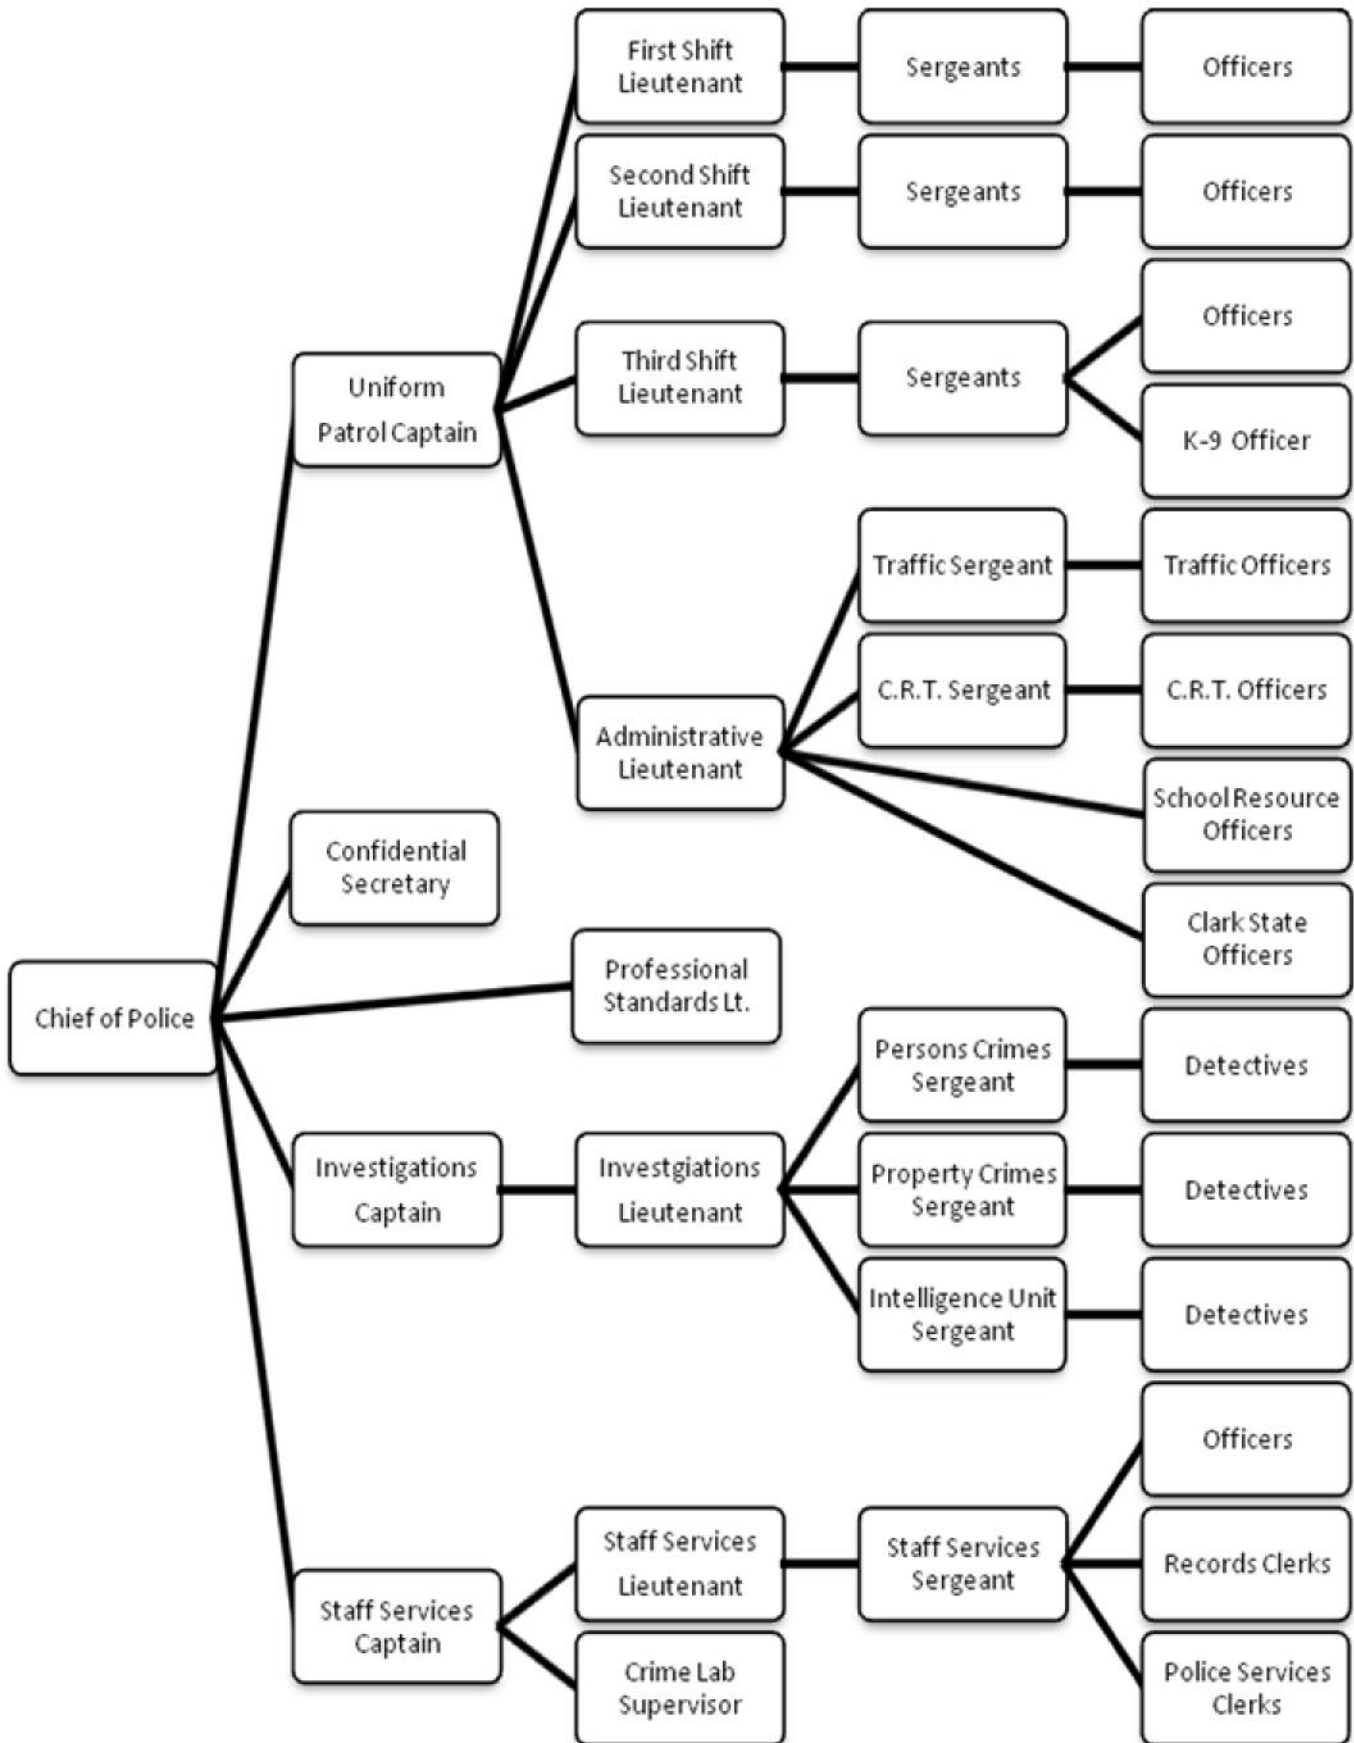 First Shift
Lieutenant
Sergeants
Officers
Second Shift
Lieutenant
Sergeants
Officers
Officers
Uniform
Patrol Captain
Third Shift
Lieutenant
Sergeants
K-9 Officer
Traffic Sergeant
Traffic Officers
C.R.T. Sergeant
C.R.T. Officers
Administrative
Lieutenant
School Resource
Officers
Confidential
Secretary
Clark State
Officers
Chief of Police
Professional
Standards Lt.
Persons Crimes
Sergeant
Detectives
Investigations
Captain
Investgiations
Lieutenant
Property Crimes
Sergeant
Detectives
Intelligence Unit
Sergeant
Detectives
Officers
Staff Services
Lieutenant
Staff Services
Sergeant
Records Clerks
Staff Services
Captain
Crime Lab
Supervisor
Police Services
Clerks